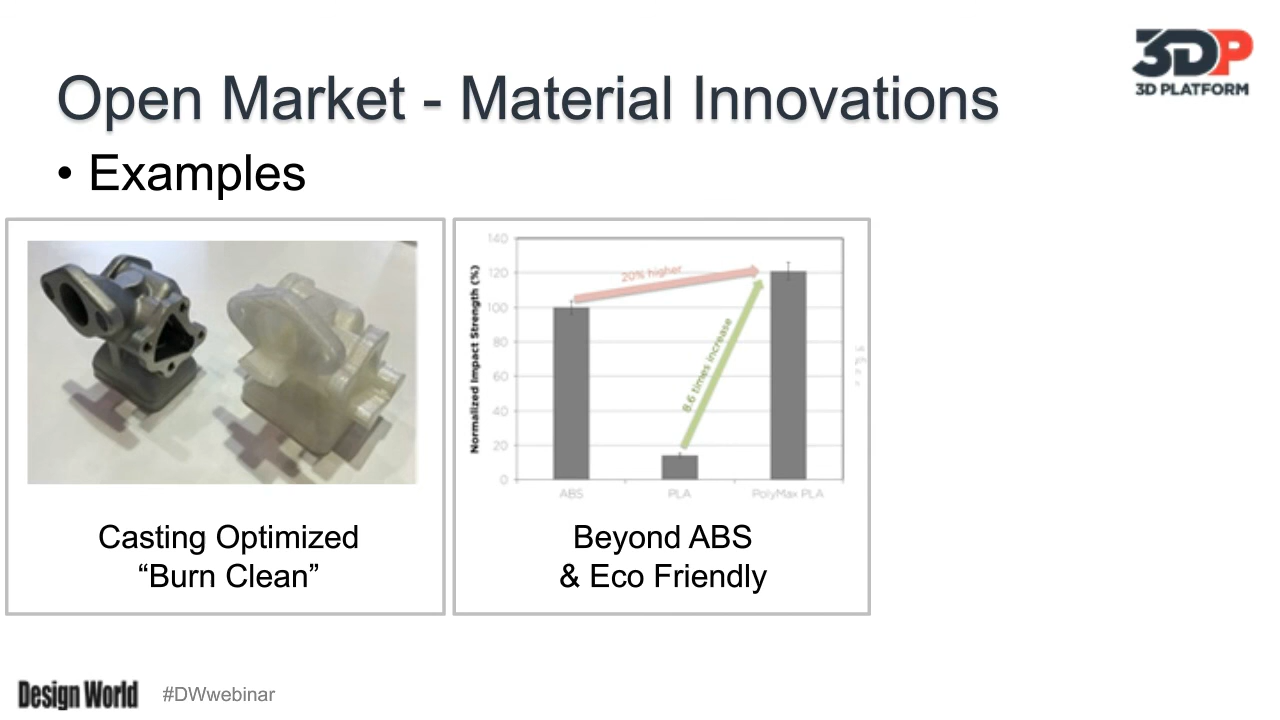 3DP
3D PLATFORM
Open Market - Material Innovations
• Examples
Casting Optimized
“Burn Clean”
Normalized Impact Strength (%)
140
120
100
80
60
40
20
0
20% higher
8.6 times increase
ABS
PLA
PolyMax PLA
Beyond ABS
& Eco Friendly
Design World
#DWwebinar